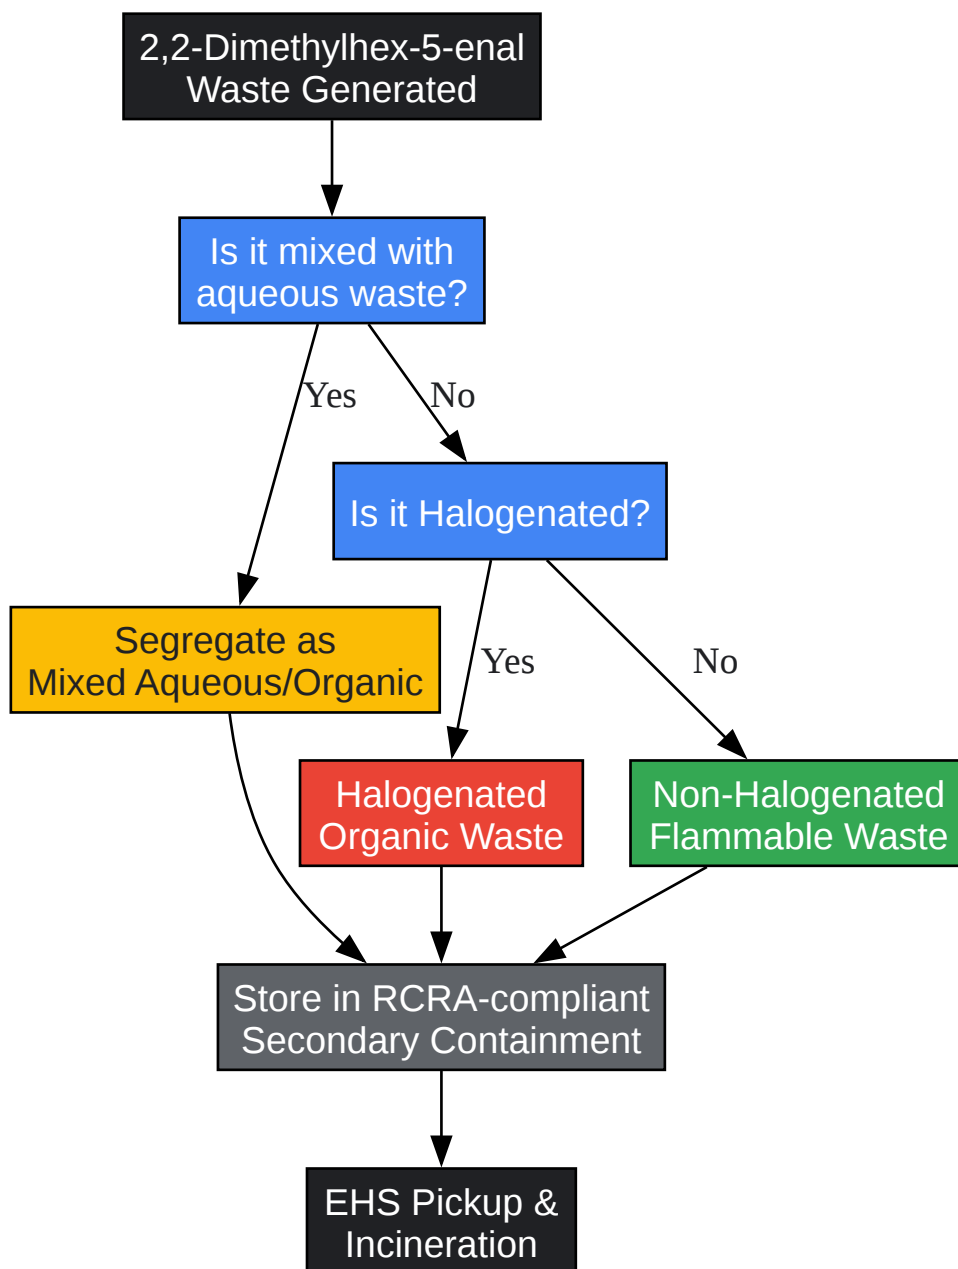 2,2-Dimethylhex-5-enal
Waste Generated
Is it mixed with
aqueous waste?
Yes
No
Is it Halogenated?
Segregate as
Mixed Aqueous/Organic
Yes
No
Halogenated
Organic Waste
Non-Halogenated
Flammable Waste
Store in RCRA-compliant
Secondary Containment
EHS Pickup &
Incineration